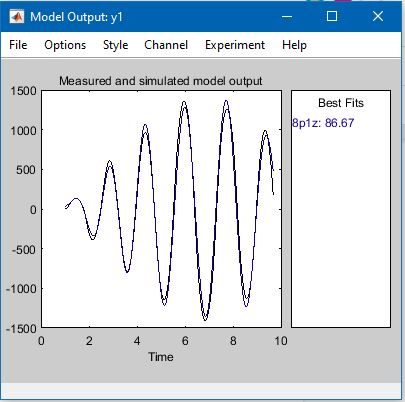 Model Output: y1
File Options Style Channel Experiment Help
Measured and simulated model output
1500
1000
500
0
-500
-1000
-1500
0 2 4 6 8 10
Time
Best Fits
8p1z: 86.67